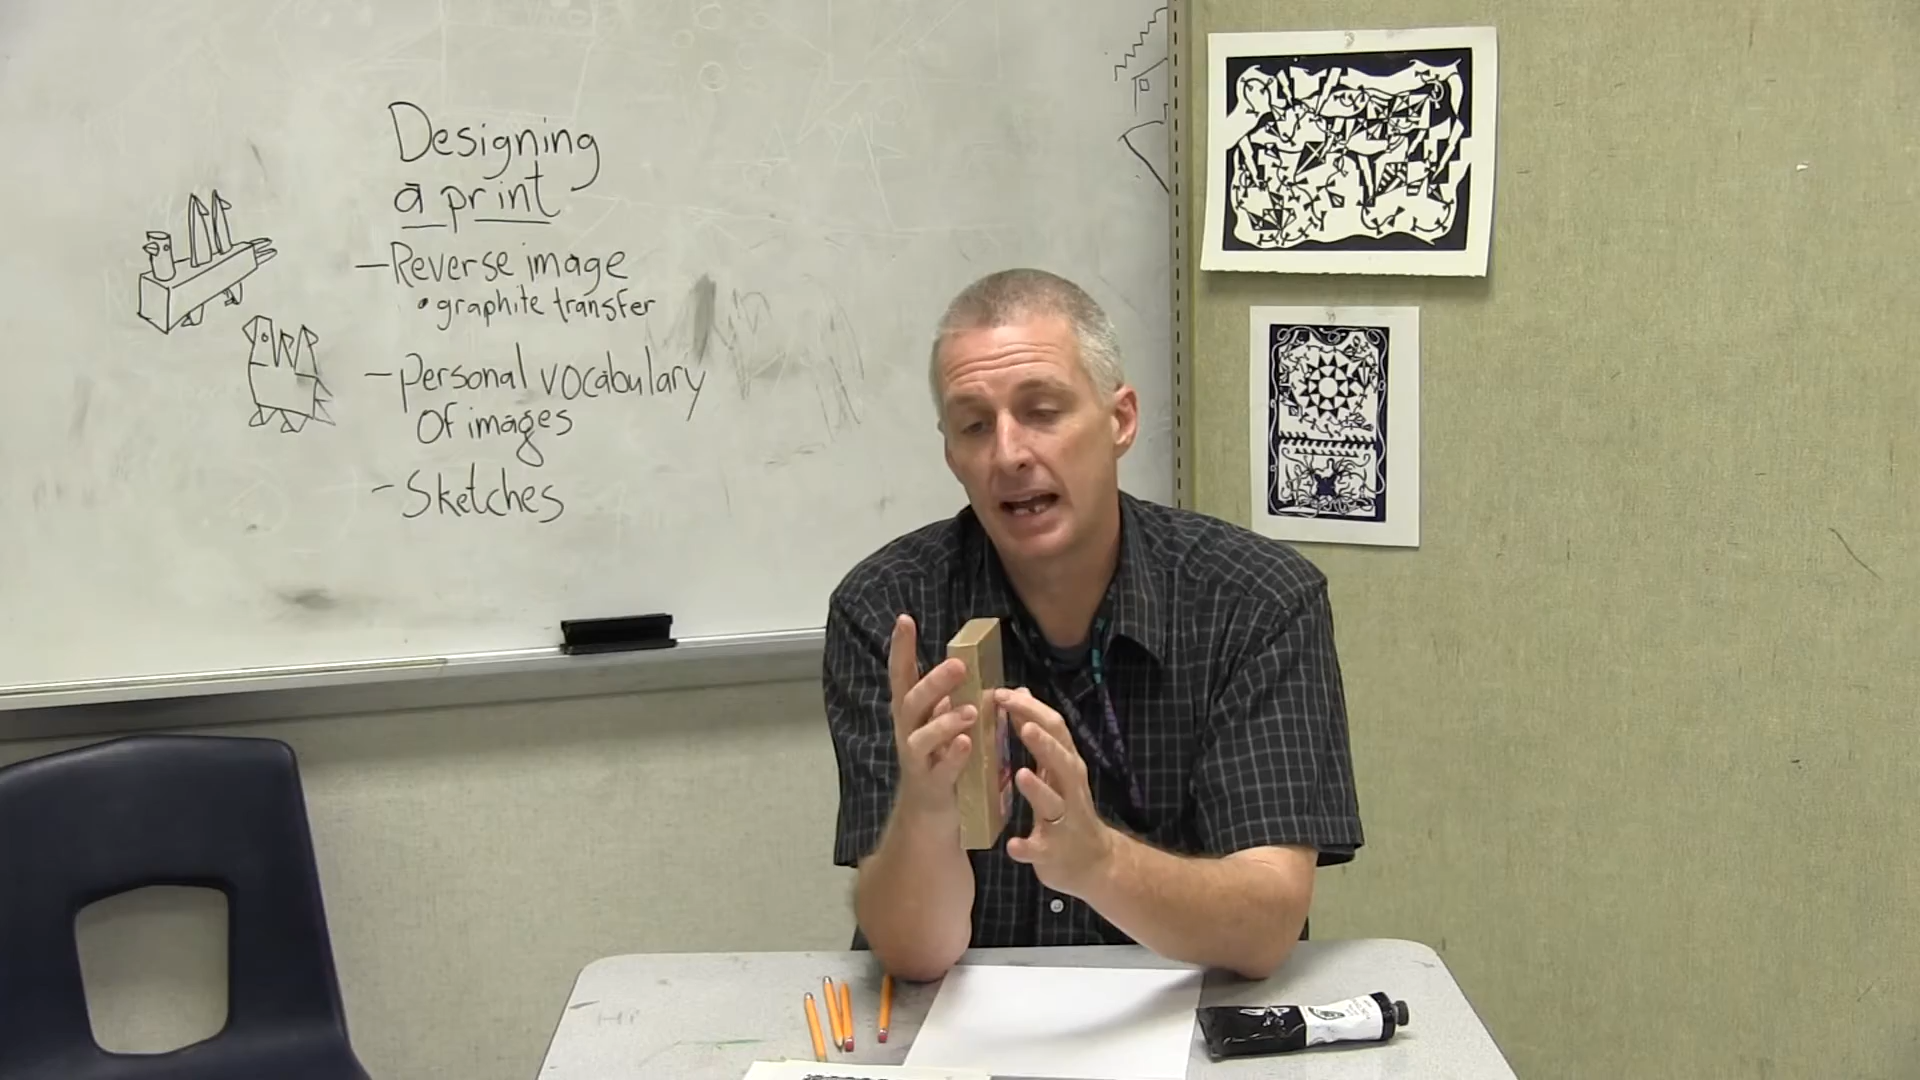 Designing
a print
- Reverse image
• graphite transfer
- Personal vocabulary
of images
- Sketches